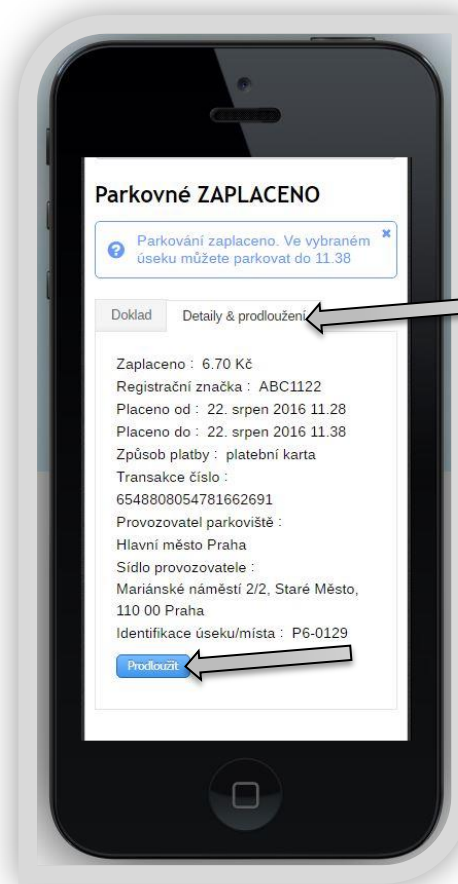 Parkovné ZAPLACENO
Parkování zaplaceno. Ve vybraném
úseku můžete parkovat do 11.38
Doklad
Detaily & prodloužení
Zaplaceno : 6.70 Kč
Registrační značka : ABC1122
Placeno od : 22. srpen 2016 11.28
Placeno do : 22. srpen 2016 11.38
Způsob platby : platební karta
Transakce číslo :
6548808054781662691
Provozovatel parkoviště :
Hlavní město Praha
Sídlo provozovatele :
Mariánské náměstí 2/2, Staré Město,
110 00 Praha
Identifikace úseku/místa : P6-0129
Prodloužit